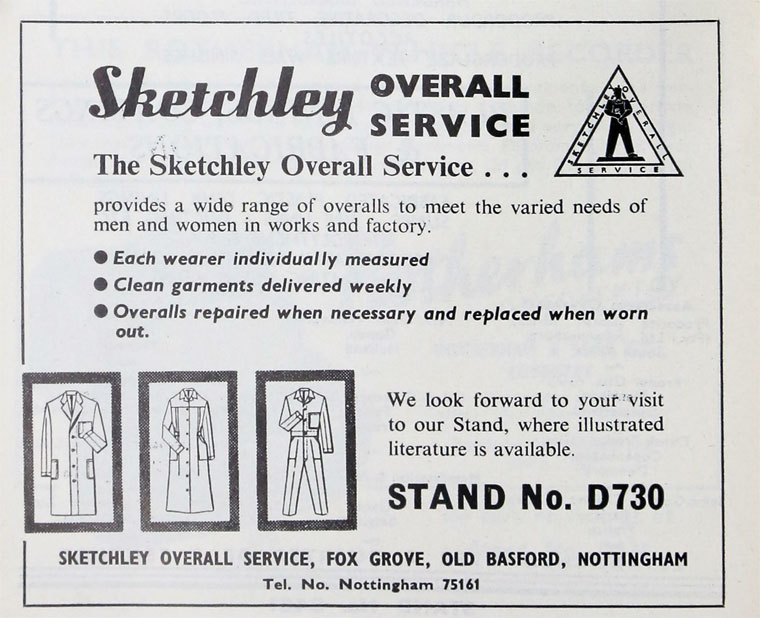 Sketchley OVERALL
SERVICE
SKETCHLEY OVERALL
SERVICE
The Sketchley Overall Service . . .
provides a wide range of overalls to meet the varied needs of
men and women in works and factory.
● Each wearer individually measured
● Clean garments delivered weekly
● Overalls repaired when necessary and replaced when worn
out.
We look forward to your visit
to our Stand, where illustrated
literature is available.
STAND No. D730
SKETCHLEY OVERALL SERVICE, FOX GROVE, OLD BASFORD, NOTTINGHAM
Tel. No. Nottingham 75161